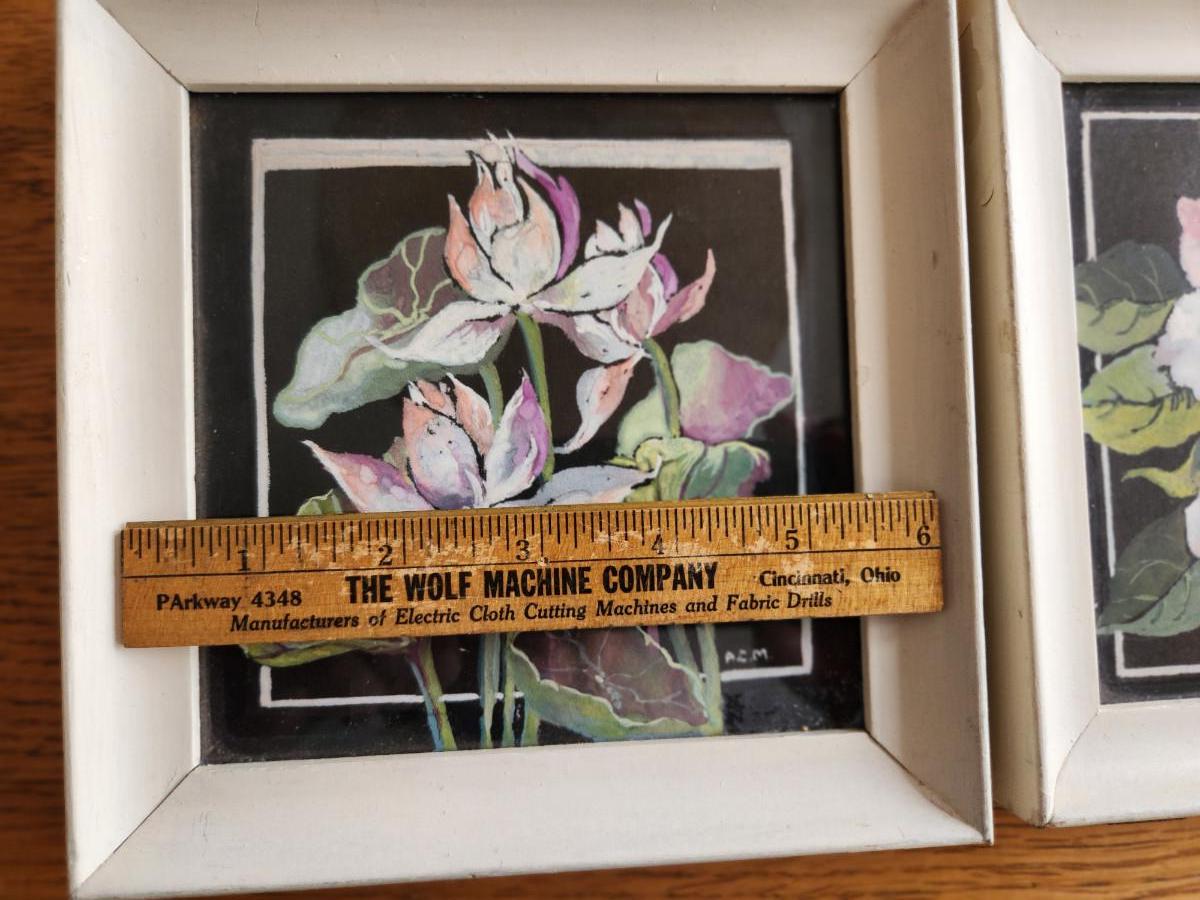 1 2 3 4 5 6
PArkway 4348 THE WOLF MACHINE COMPANY Cincinnati, Ohio
Manufacturers of Electric Cloth Cutting Machines and Fabric Drills
A.E.M.